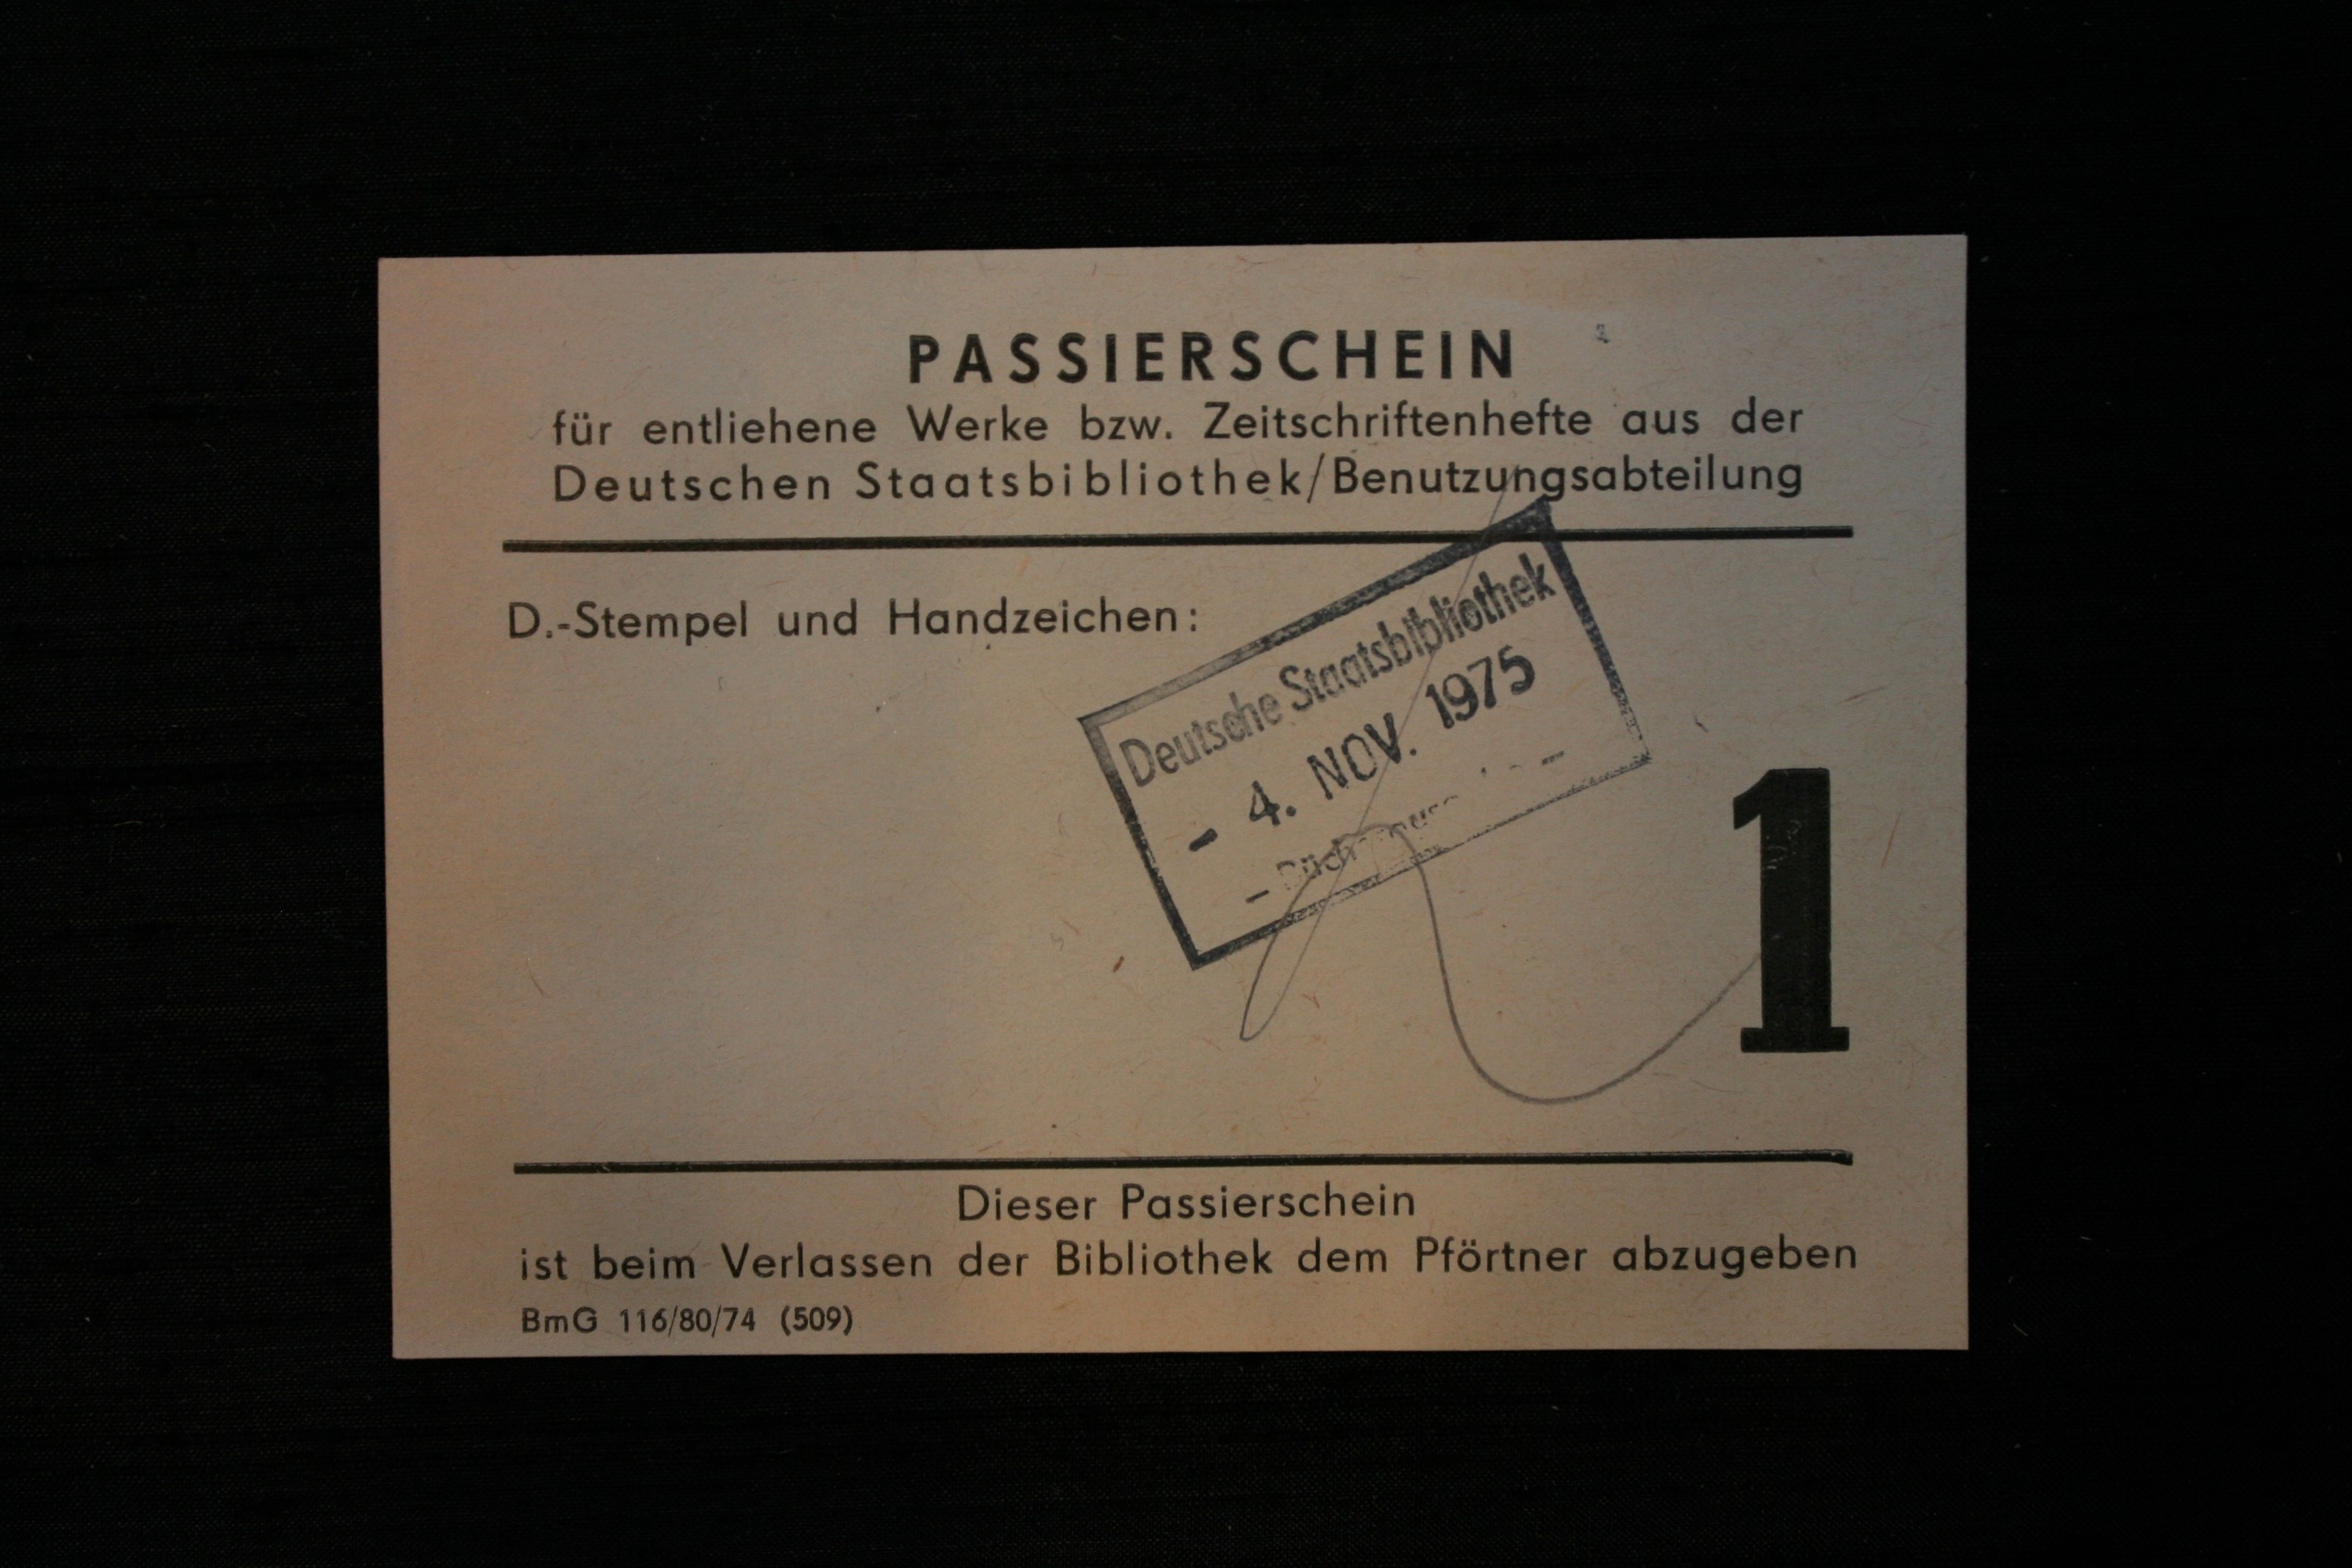 PASSIERSCHEIN
für entliehene Werke bzw. Zeitschriftenhefte aus der
Deutschen Staatsbibliothek/Benutzungsabteilung
D.-Stempel und Handzeichen:
Deutsche Staatsbibliothek
- 4. NOV. 1975
1
Dieser Passierschein
ist beim Verlassen der Bibliothek dem Pförtner abzugeben
BmG 116/80/74 (509)